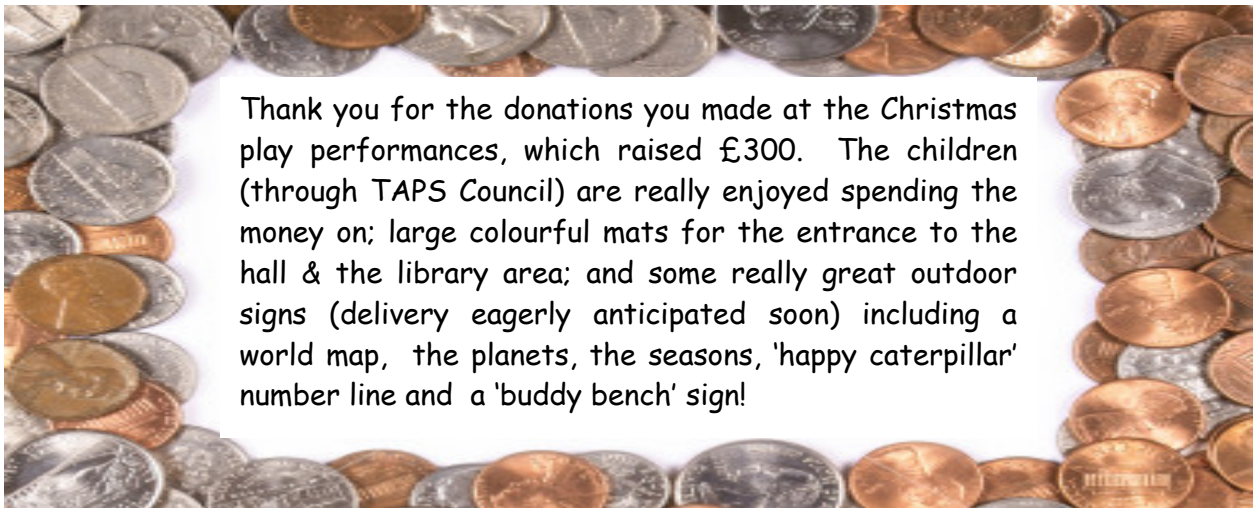 Thank you for the donations you made at the Christmas
play performances, which raised £300. The children
(through TAPS Council) are really enjoyed spending the
money on; large colourful mats for the entrance to the
hall & the library area; and some really great outdoor
signs (delivery eagerly anticipated soon) including a
world map, the planets, the seasons, ‘happy caterpillar’
number line and a ‘buddy bench’ sign!